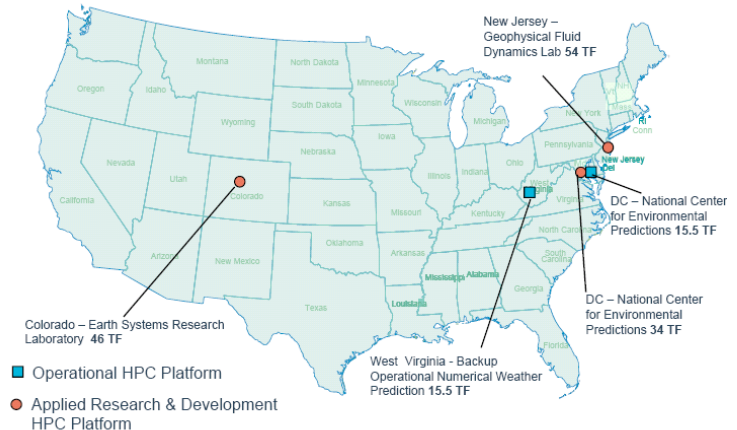 New Jersey –
Geophysical Fluid
Dynamics Lab 54 TF
Montana
North Dakota
Minnesota
Oregon
Idaho
South Dakota
Wisconsin
Michigan
New York
Mass
RI
Conn
Wyoming
Iowa
Nebraska
Pennsylvania
New Jersey
Del
Nevada
Utah
Colorado
Illinois
Indiana
Ohio
West
Virginia
Virginia
California
Kansas
Missouri
Kentucky
DC – National Center
for Environmental
Predictions 15.5 TF
North Carolina
Oklahoma
Arkansas
South
Carolina
Arizona
New Mexico
Mississippi
Alabama
Georgia
Texas
Louisiana
DC – National Center
for Environmental
Predictions 34 TF
Florida
Colorado – Earth Systems Research
Laboratory 46 TF
West Virginia - Backup
Operational Numerical Weather
Prediction 15.5 TF
Operational HPC Platform
Applied Research & Development
HPC Platform